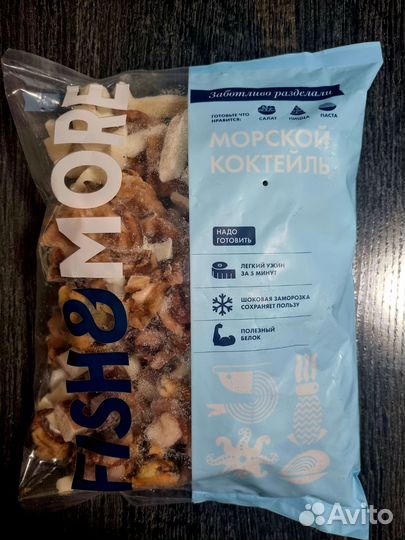 FISH & MORE
Заботливо разделали
ГОТОВЬТЕ ЧТО
НРАВИТСЯ:
САЛАТ
ПИЦЦА
ПАСТА
МОРСКОЙ
КОКТЕЙЛЬ
НАДО
ГОТОВИТЬ
ЛЕГКИЙ УЖИН
ЗА 5 МИНУТ
ШОКОВАЯ ЗАМОРОЗКА
СОХРАНЯЕТ ПОЛЬЗУ
ПОЛЕЗНЫЙ
БЕЛОК
Avito